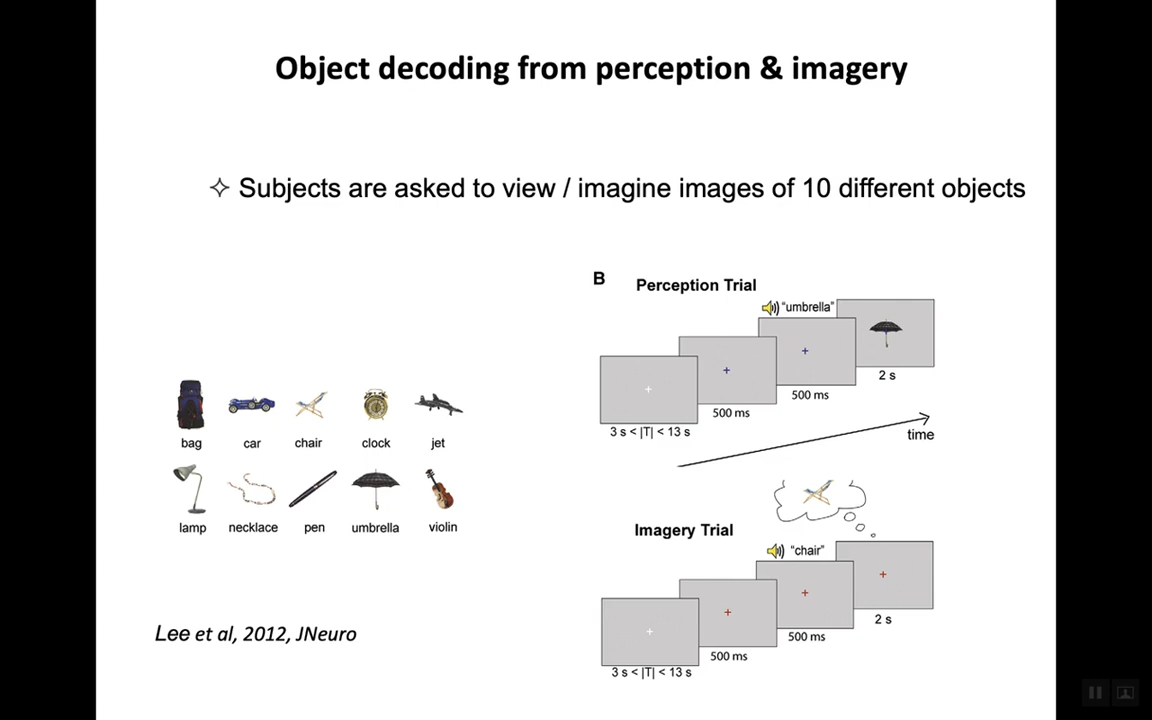 Object decoding from perception & imagery
✧ Subjects are asked to view / imagine images of 10 different objects
bag car chair clock jet
lamp necklace pen umbrella violin
Lee et al, 2012, JNeuro
B
Perception Trial
"umbrella"
3 s < |T| < 13 s
500 ms
500 ms
2 s
time
Imagery Trial
"chair"
3 s < |T| < 13 s
500 ms
500 ms
2 s